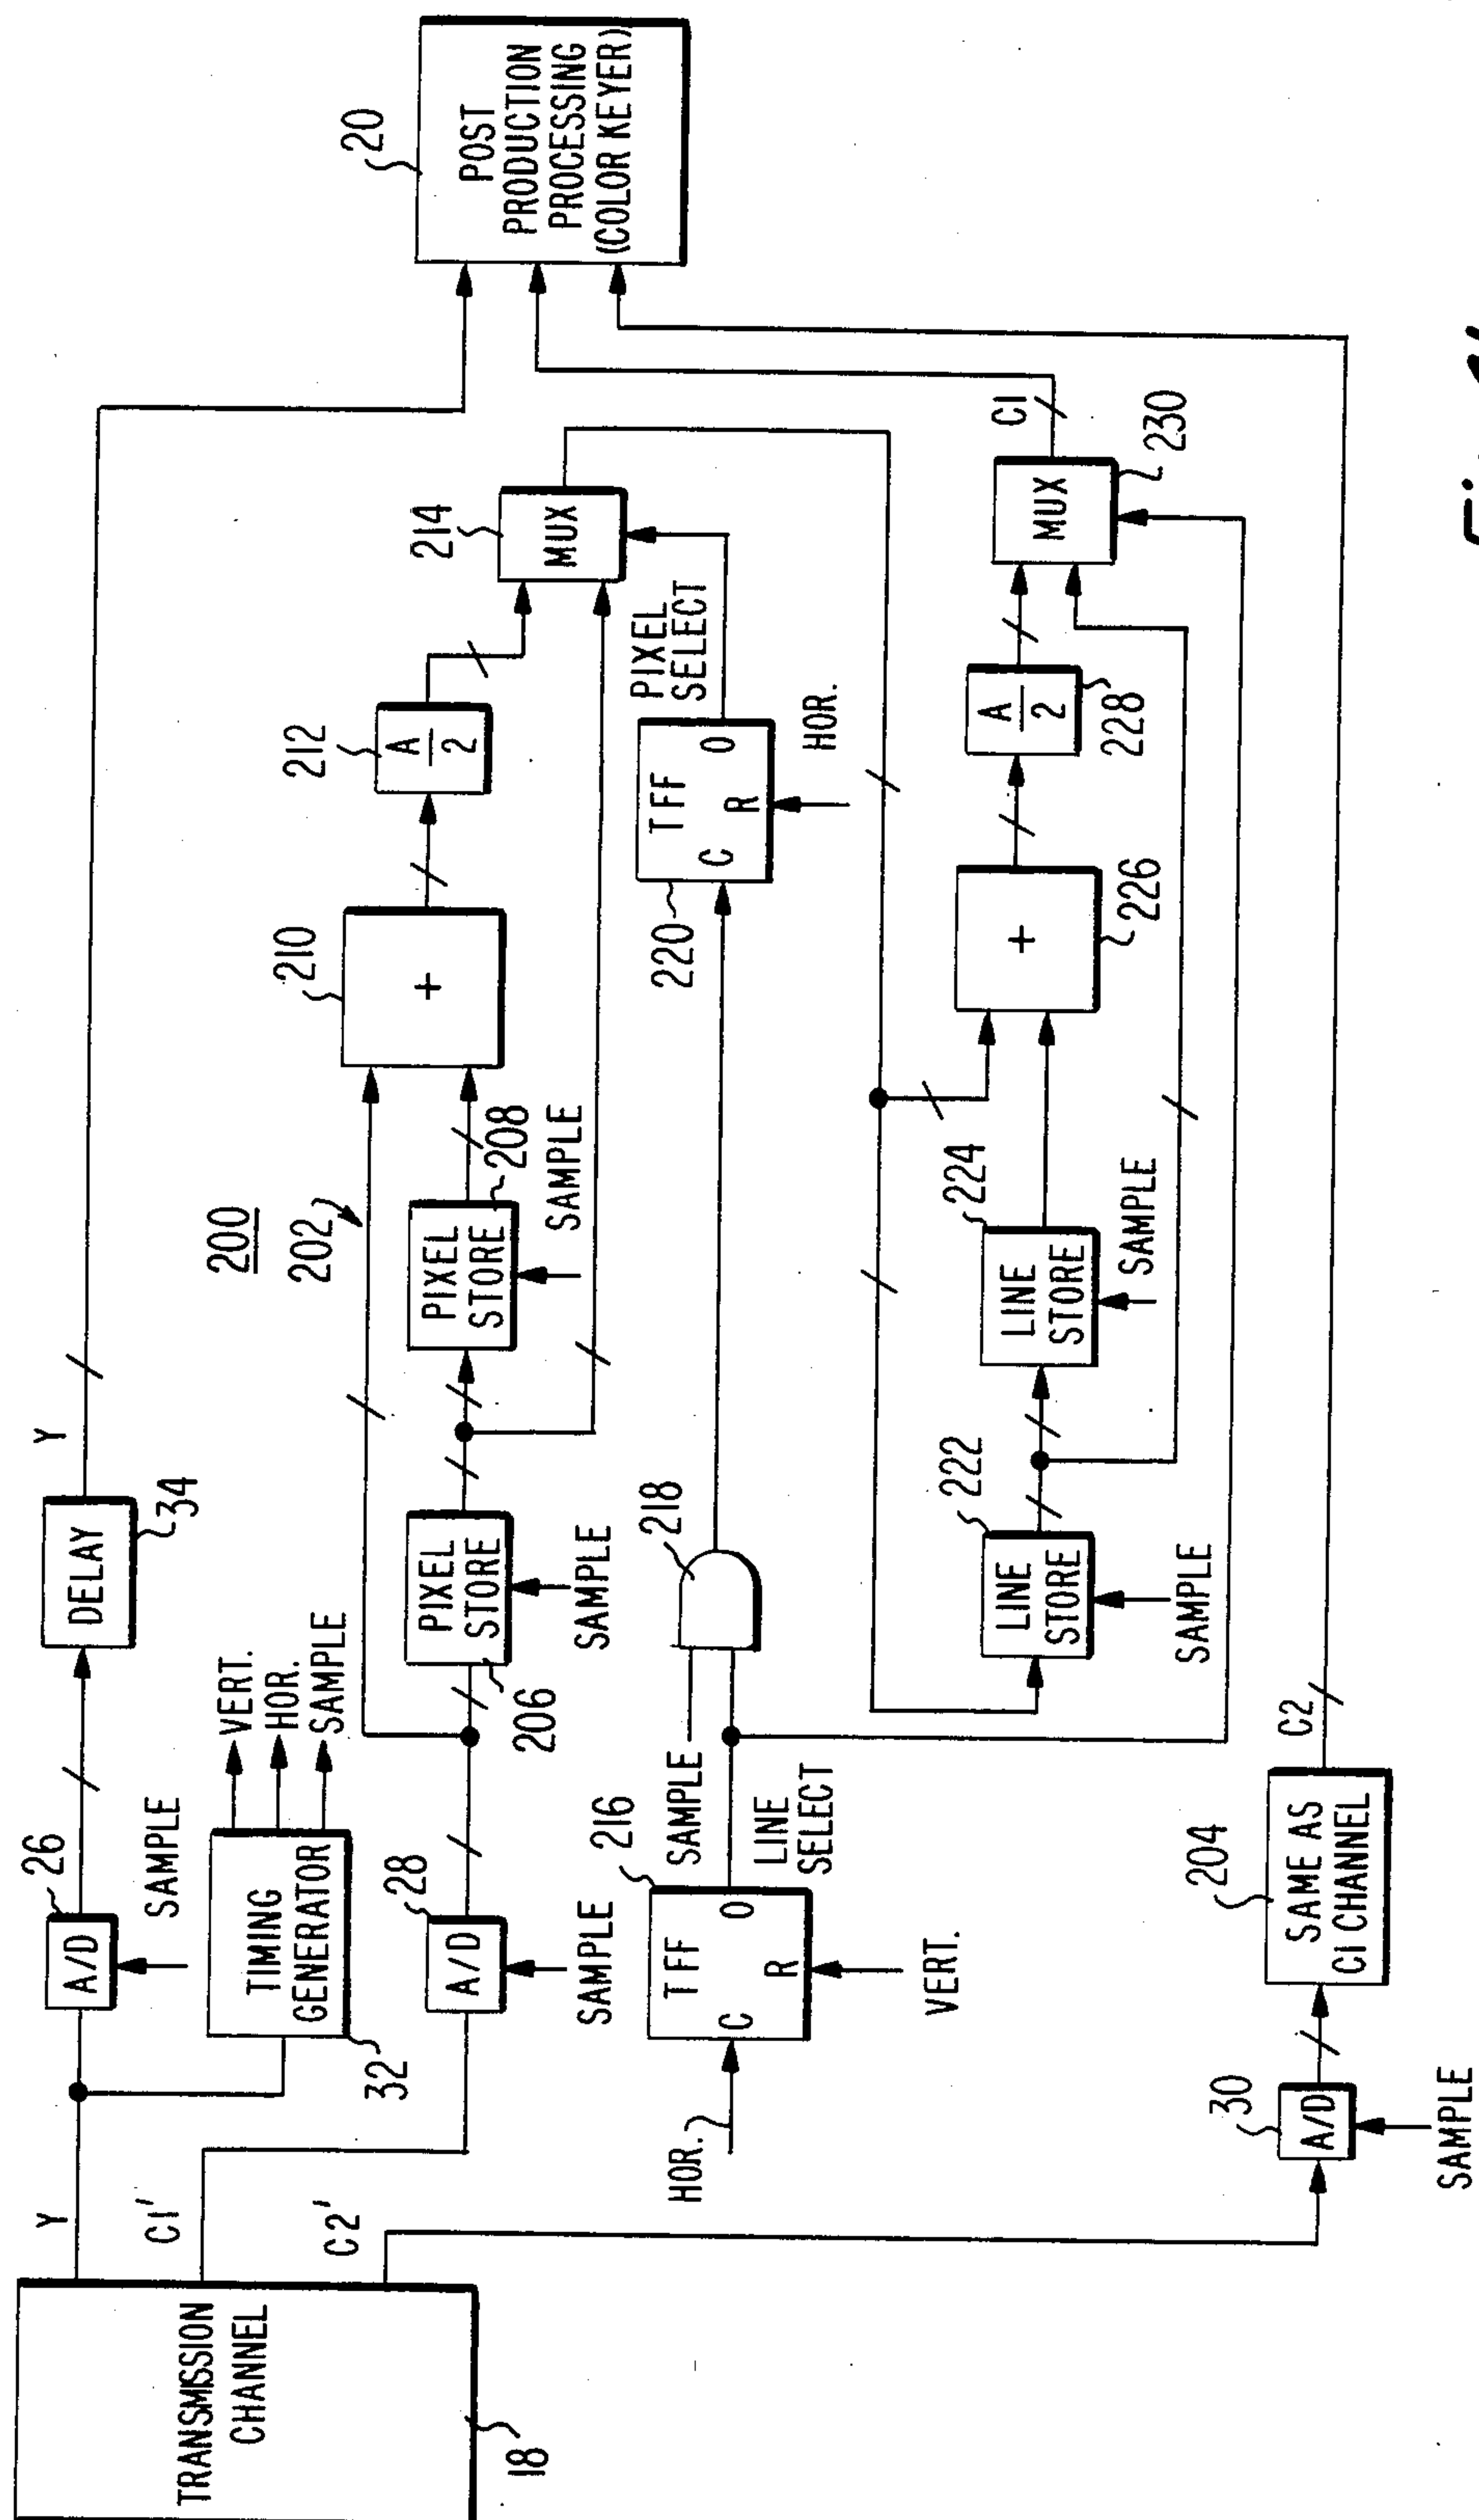 TRANSMISSION
CHANNEL
18
Y
C1'
C2'
A/D
26
SAMPLE
TIMING
GENERATOR
32
VERT.
HOR.
SAMPLE
DELAY
34
Y
200
202
A/D
28
SAMPLE
PIXEL
STORE
206
SAMPLE
PIXEL
STORE
208
SAMPLE
+
210
A
2
212
MUX
214
POST
PRODUCTION
PROCESSING
(COLOR KEYER)
20
HOR.
TFF
C
R
O
216
VERT.
LINE
SELECT
SAMPLE
218
TFF
C
R
O
220
HOR.
PIXEL
SELECT
LINE
STORE
222
SAMPLE
LINE
STORE
224
SAMPLE
+
226
A
2
228
MUX
230
C1
A/D
30
SAMPLE
SAME AS
C1 CHANNEL
204
C2